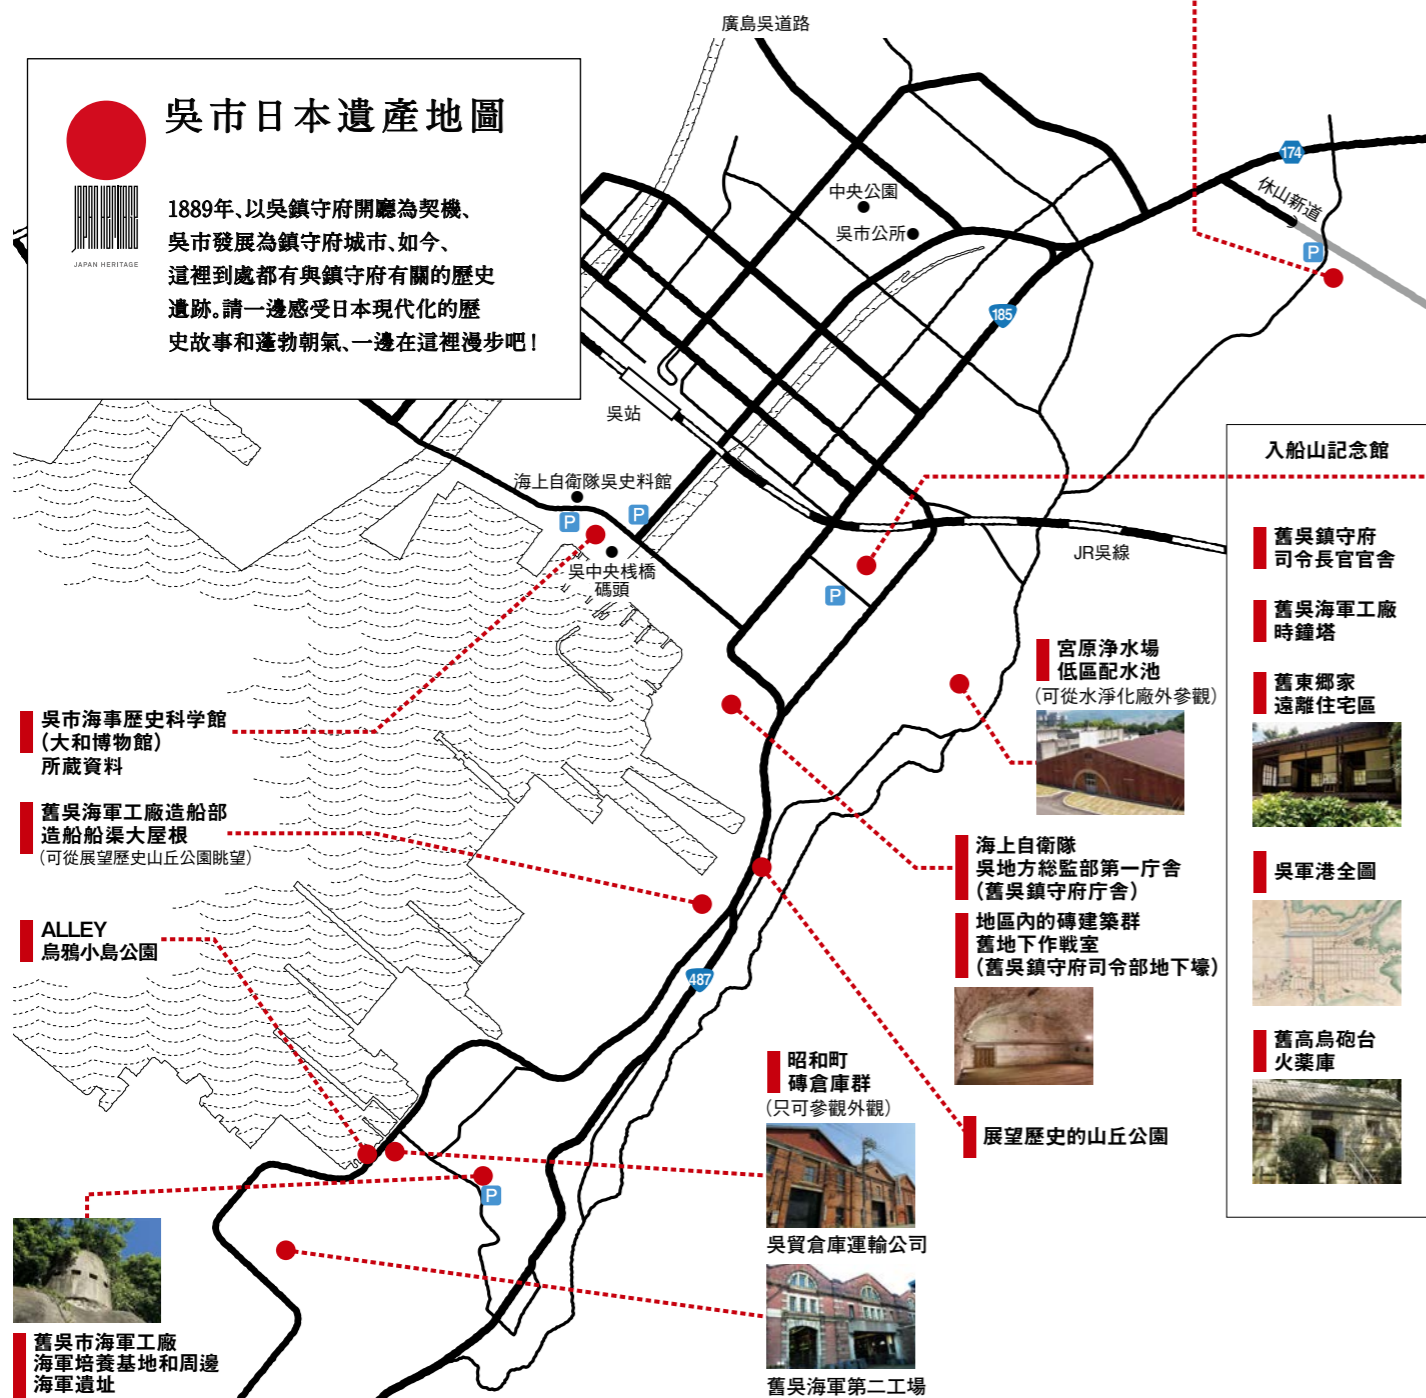 廣島吳道路
吳市日本遺産地圖
JAPAN HERITAGE
1889年、以吳鎮守府開廳為契機、
吳市發展為鎮守府城市、如今、
這裡到處都有與鎮守府有關的歷史
遺跡。請一邊感受日本現代化的歷
史故事和蓬勃朝氣、一邊在這裡漫步吧！
中央公園
吳市公所
174
休山新道
P
185
吳站
海上自衛隊吳史料館
P
P
吳中央栈橋
碼頭
JR吳線
P
入船山記念館
舊吳鎮守府
司令長官官舍
舊吳海軍工廠
時鐘塔
舊東鄉家
遠離住宅區
吳軍港全圖
舊高烏砲台
火薬庫
宮原浄水場
低區配水池
(可從水淨化廠外參觀)
吳市海事歷史科学館
(大和博物館)
所蔵資料
舊吳海軍工廠造船部
造船船渠大屋根
(可從展望歷史山丘公園眺望)
海上自衛隊
吳地方総監部第一庁舎
(舊吳鎮守府庁舎)
地區內的磚建築群
舊地下作戦室
(舊吳鎮守府司令部地下壕)
ALLEY
烏鴉小島公園
487
昭和町
磚倉庫群
(只可參觀外觀)
吳貿倉庫運輸公司
舊吳海軍第二工場
展望歷史的山丘公園
P
舊吳市海軍工廠
海軍培養基地和周邊
海軍遺址